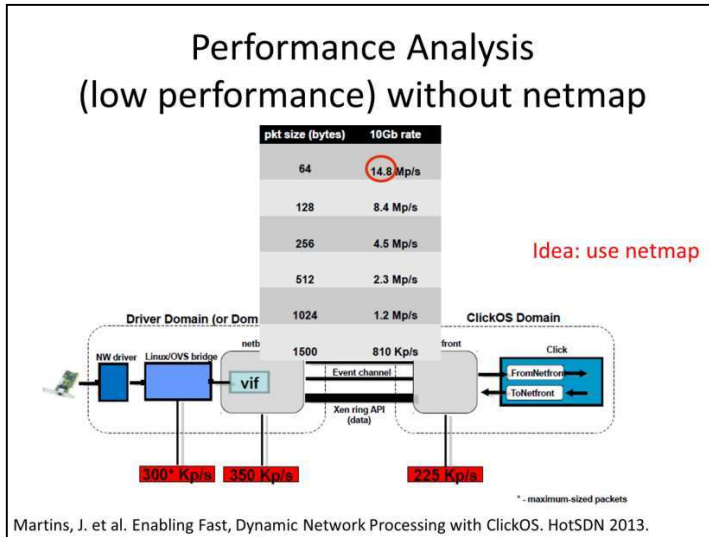 Performance Analysis
(low performance) without netmap
pkt size (bytes) 10Gb rate
64 14.8 Mp/s
128 8.4 Mp/s
256 4.5 Mp/s
512 2.3 Mp/s
1024 1.2 Mp/s
1500 810 Kp/s
Idea: use netmap
Driver Domain (or Dom
ClickOS Domain
netb
front
NW driver
Linux/OVS bridge
vif
Event channel
Xen ring API
(data)
Click
FromNetfront
ToNetfront
300* Kp/s
350 Kp/s
225 Kp/s
* - maximum-sized packets
Martins, J. et al. Enabling Fast, Dynamic Network Processing with ClickOS. HotSDN 2013.